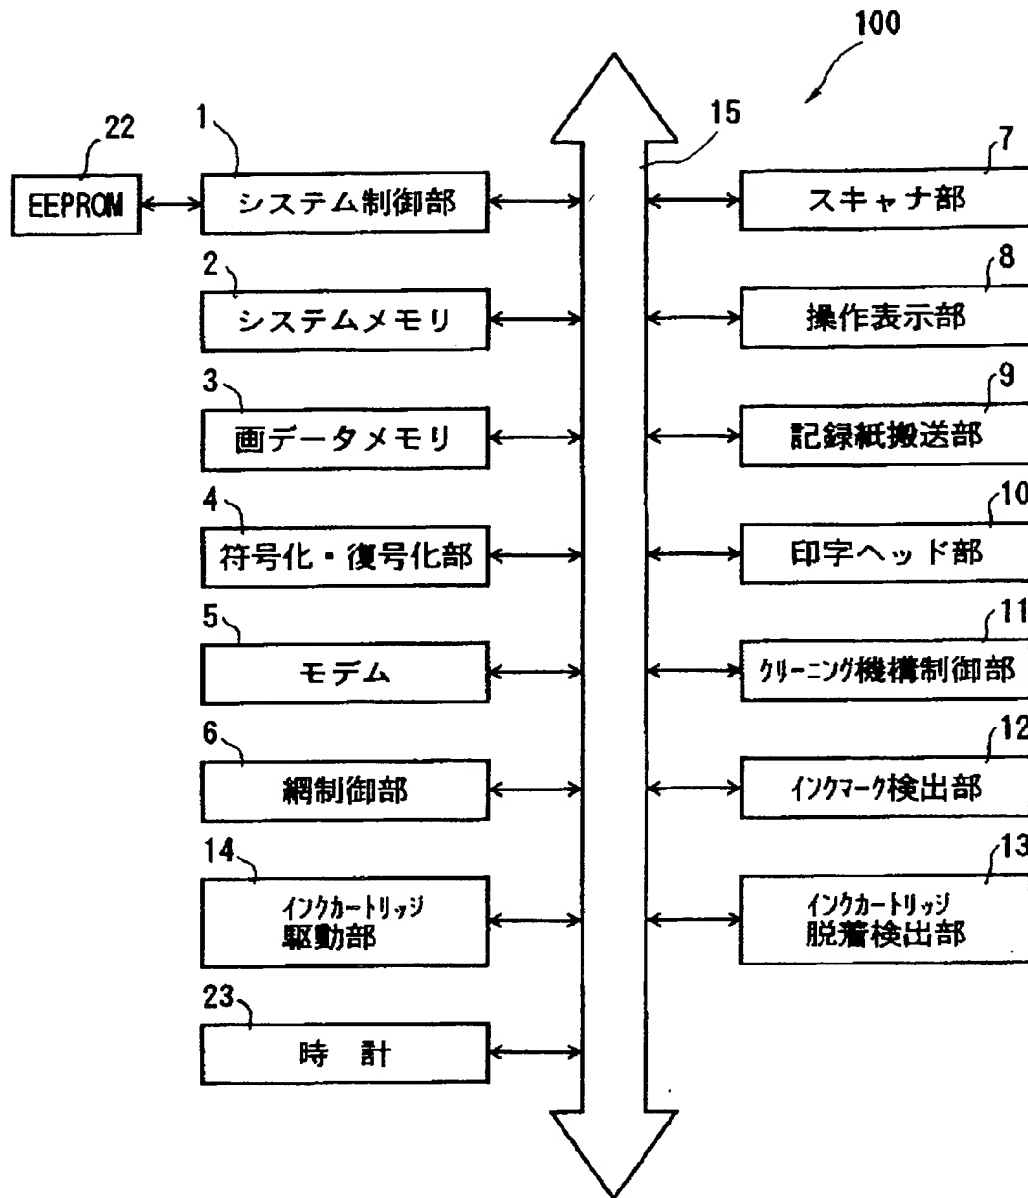 100
15
22
EEPROM
1
システム制御部
2
システムメモリ
3
画データメモリ
4
符号化・復号化部
5
モデム
6
網制御部
14
インクカートリッジ
駆動部
23
時 計
7
スキャナ部
8
操作表示部
9
記録紙搬送部
10
印字ヘッド部
11
クリーニング機構制御部
12
インクマーク検出部
13
インクカートリッジ
脱着検出部